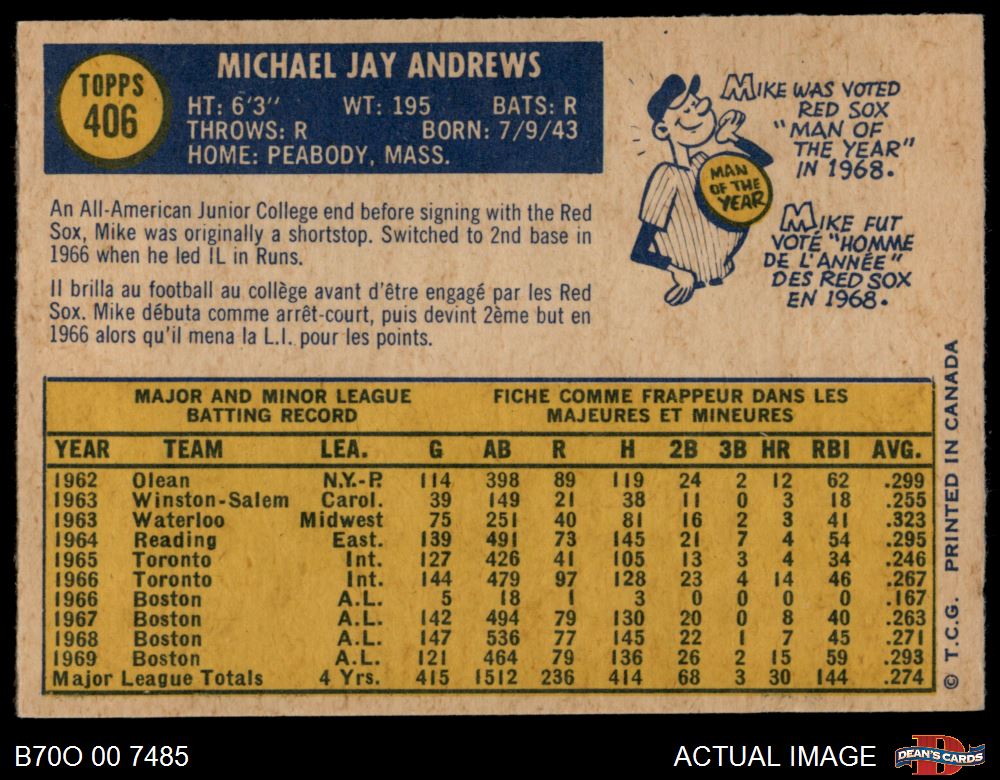 TOPPS
406
MICHAEL JAY ANDREWS
HT: 6'3" WT: 195 BATS: R
THROWS: R BORN: 7/9/43
HOME: PEABODY, MASS.
MIKE WAS VOTED
RED SOX
"MAN OF
THE YEAR"
IN 1968.
MAN
OF THE
YEAR
MIKE FUT
VOTÉ "HOMME
DE L'ANNÉE"
DES RED SOX
EN 1968.
An All-American Junior College end before signing with the Red
Sox, Mike was originally a shortstop. Switched to 2nd base in
1966 when he led IL in Runs.
Il brilla au football au collège avant d'être engagé par les Red
Sox. Mike débuta comme arrêt-court, puis devint 2ème but en
1966 alors qu'il mena la L.I. pour les points.
MAJOR AND MINOR LEAGUE
BATTING RECORD
FICHE COMME FRAPPEUR DANS LES
MAJEURES ET MINEURES
YEAR TEAM LEA. G AB R H 2B 3B HR RBI AVG.
1962 Olean N.Y.-P. 114 398 89 119 24 2 12 62 .299
1963 Winston-Salem Carol. 39 149 21 38 11 0 3 18 .255
1963 Waterloo Midwest 75 251 40 81 16 2 3 41 .323
1964 Reading East. 139 491 73 145 21 7 4 54 .295
1965 Toronto Int. 127 426 41 105 13 3 4 34 .246
1966 Toronto Int. 144 479 97 128 23 4 14 46 .267
1966 Boston A.L. 5 18 1 3 0 0 0 0 .167
1967 Boston A.L. 142 494 79 130 20 0 8 40 .263
1968 Boston A.L. 147 536 77 145 22 1 7 45 .271
1969 Boston A.L. 121 464 79 136 26 2 15 59 .293
Major League Totals 4 Yrs. 415 1512 236 414 68 3 30 144 .274
© T.C.G. PRINTED IN CANADA
B70O 00 7485
ACTUAL IMAGE
D
DEAN'S CARDS